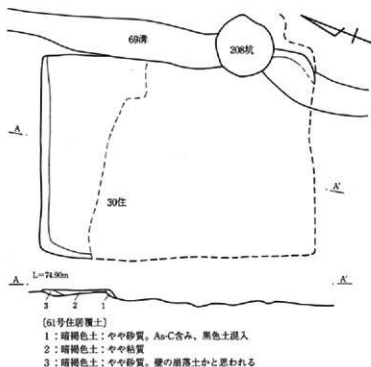 69溝
208坑
A
A'
30住
L=74.90m
A
A'
3 2 1
〔61号住居覆土〕
1：暗褐色土：やや砂質。As-C含み、黒色土混入
2：暗褐色土：やや粘質
3：暗褐色土：やや砂質。壁の崩落土かと思われる